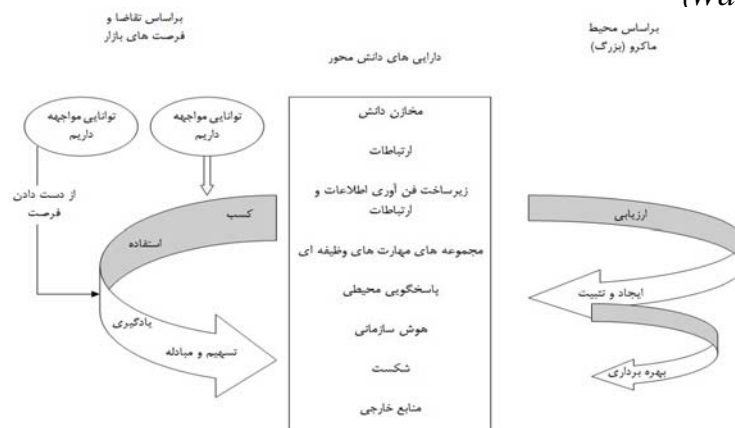 براساس محیط
ماکرو (بزرگ)
براساس تقاضا و
فرصت های بازار
دارایی های دانش محور
توانایی مواجهه
داریم
توانایی مواجهه
داریم
از دست دادن
فرصت
کسب
استفاده
یادگیری
تسهیم و مبادله
مخازن دانش
ارتباطات
زیرساخت فن آوری اطلاعات و
ارتباطات
مجموعه های مهارت های وظیفه ای
پاسخگویی محیطی
هوش سازمانی
شکست
منابع خارجی
ارزیابی
ایجاد و تثبیت
بهره برداری